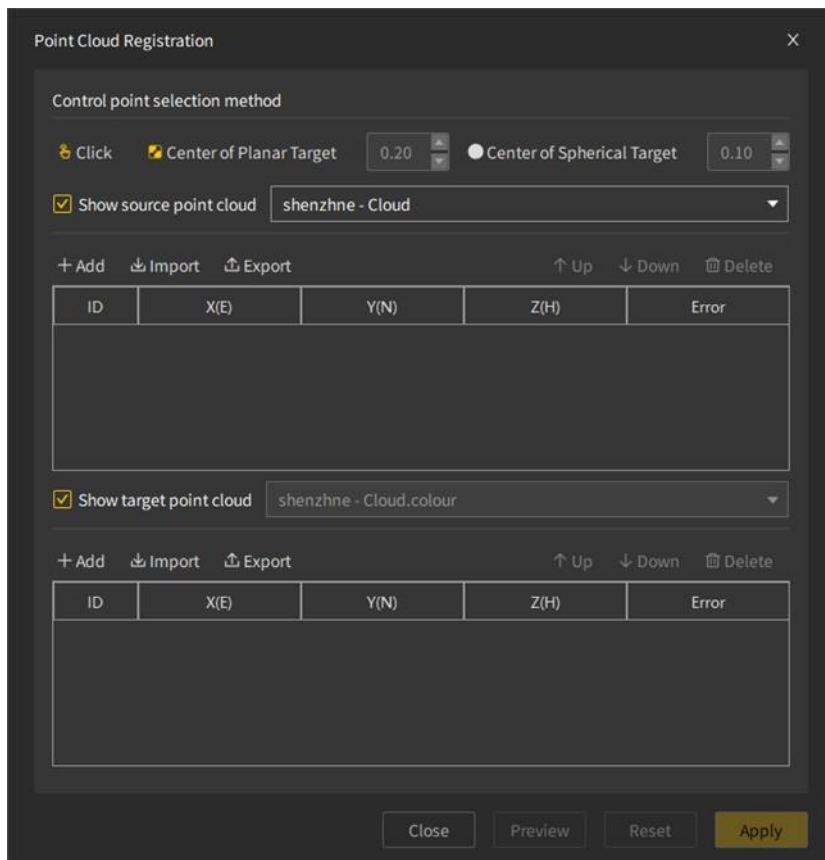 Point Cloud Registration X
Control point selection method
Click Center of Planar Target 0.20 Center of Spherical Target 0.10
Show source point cloud shenzhne - Cloud
+ Add Import Export Up Down Delete
ID X(E) Y(N) Z(H) Error
Show target point cloud shenzhne - Cloud.colour
+ Add Import Export Up Down Delete
ID X(E) Y(N) Z(H) Error
Close Preview Reset Apply